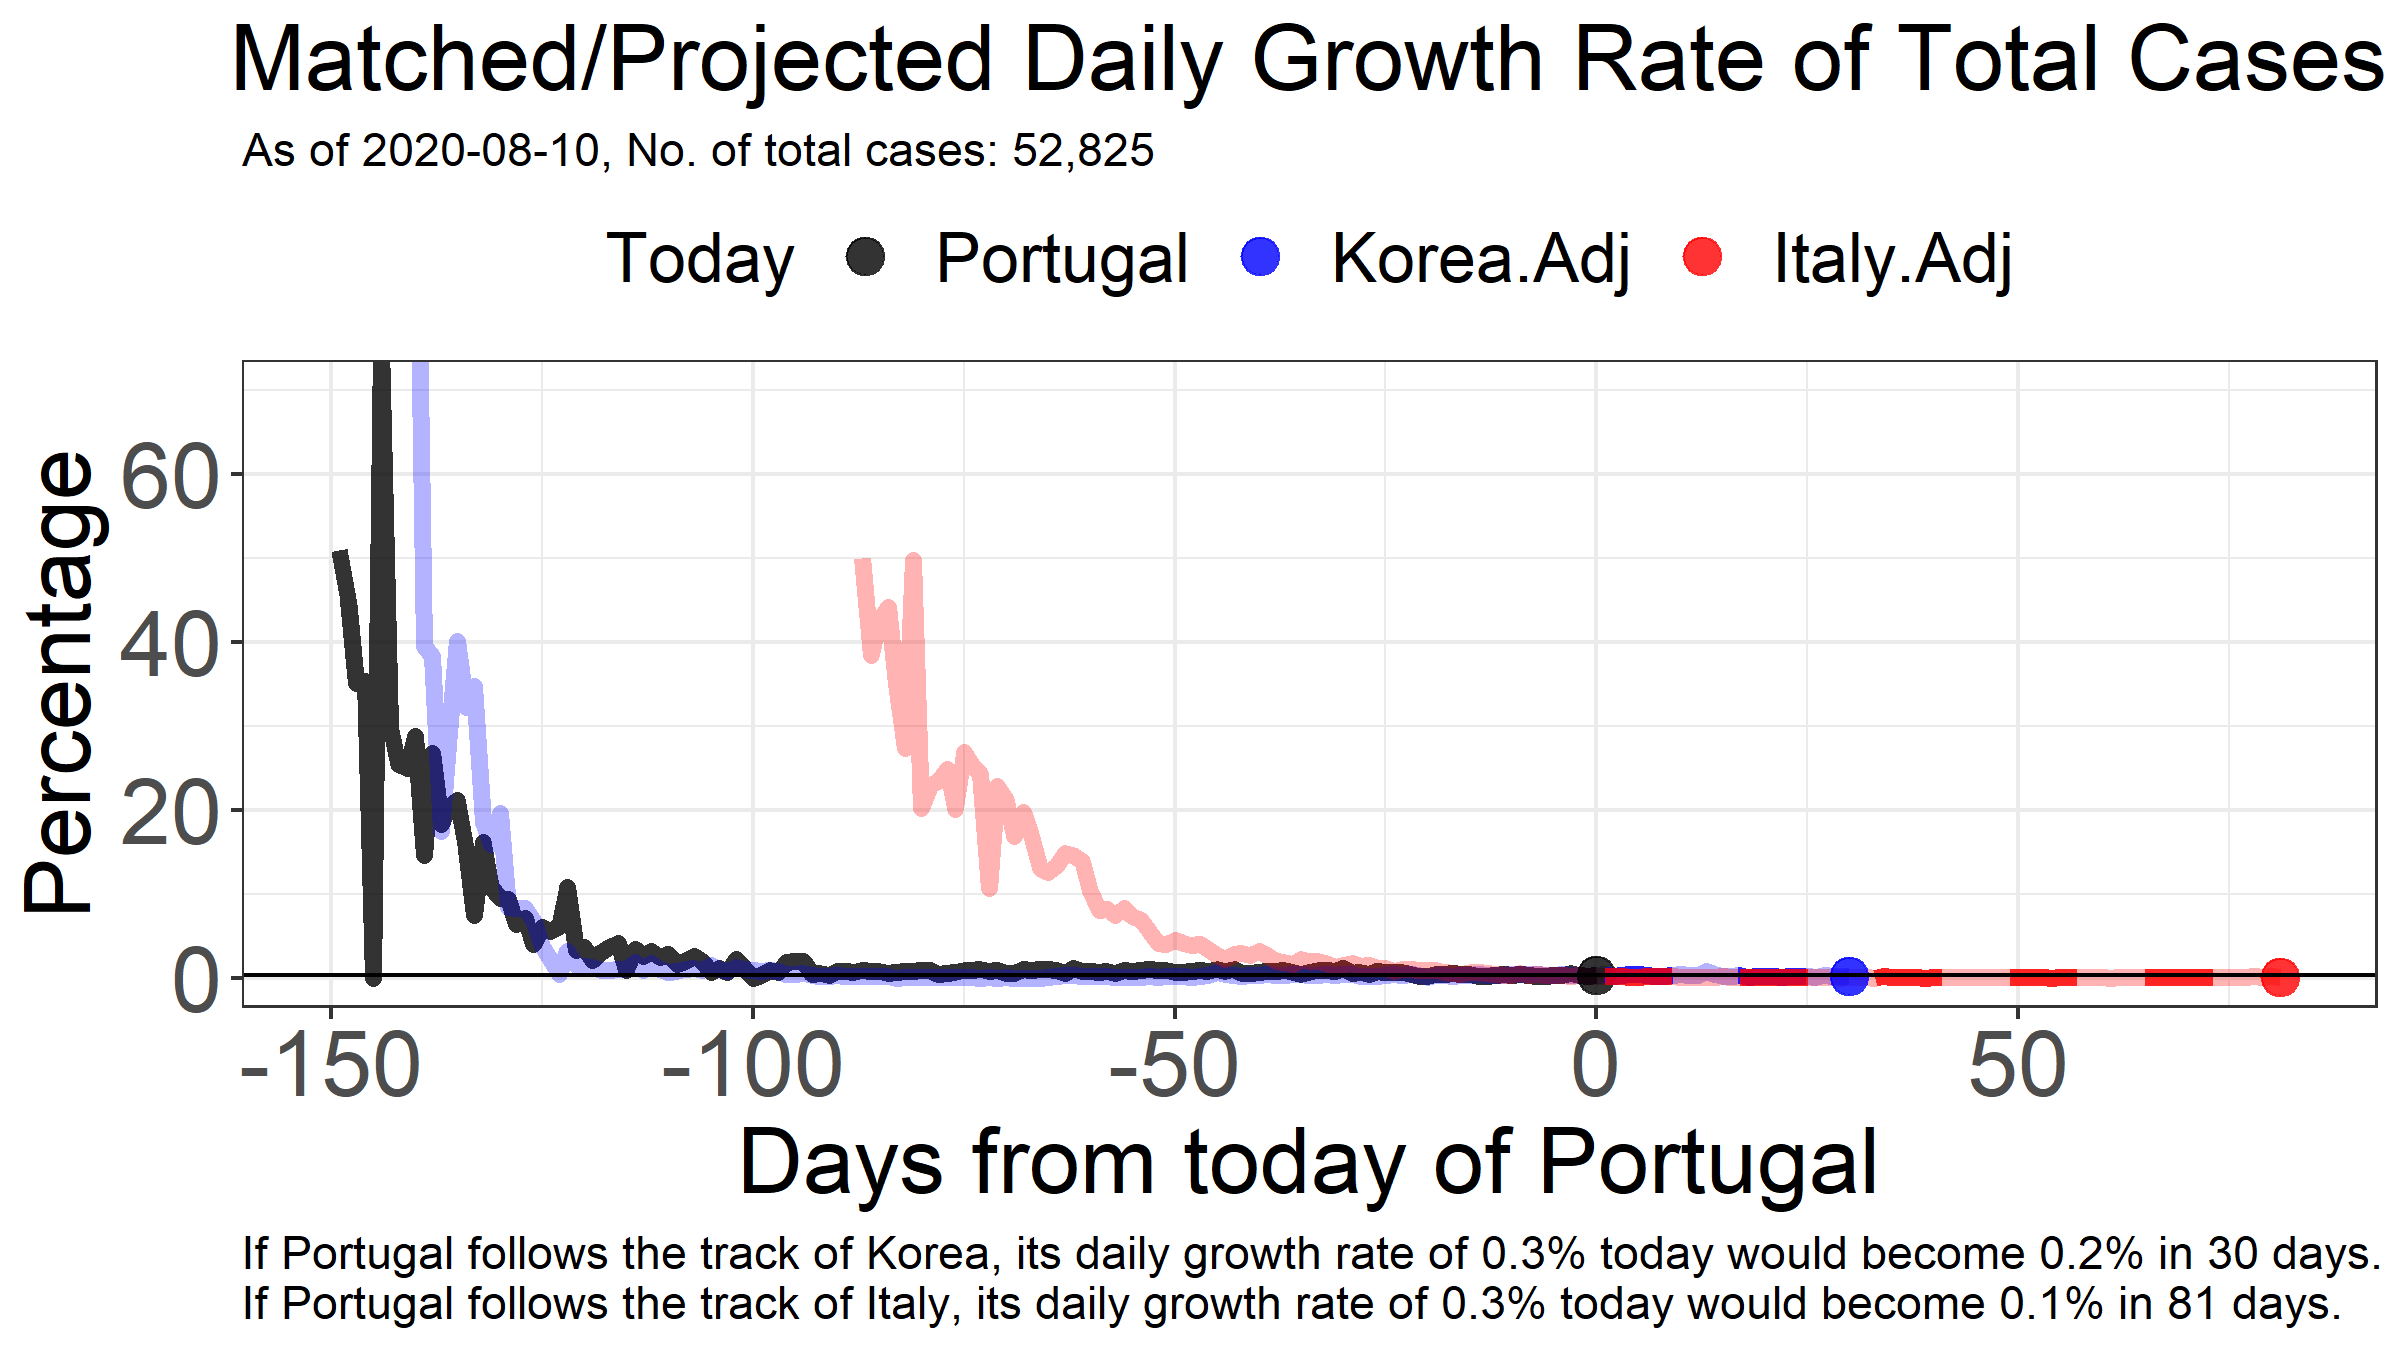 Matched/Projected Daily Growth Rate of Total Cases
As of 2020-08-10, No. of total cases: 52,825
Today Portugal Korea.Adj Italy.Adj
Percentage
60
40
20
0
-150 -100 -50 0 50
Days from today of Portugal
If Portugal follows the track of Korea, its daily growth rate of 0.3% today would become 0.2% in 30 days.
If Portugal follows the track of Italy, its daily growth rate of 0.3% today would become 0.1% in 81 days.